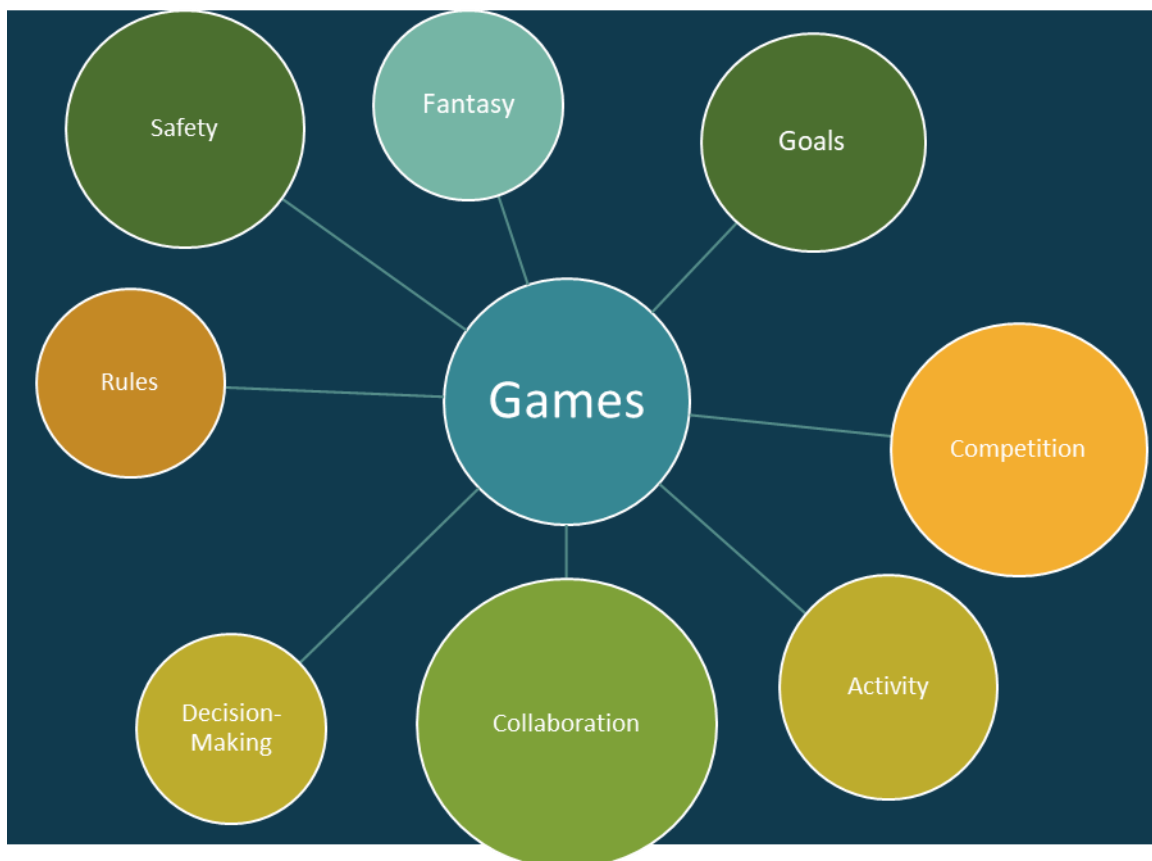 Safety
Fantasy
Goals
Rules
Games
Competition
Decision-
Making
Collaboration
Activity